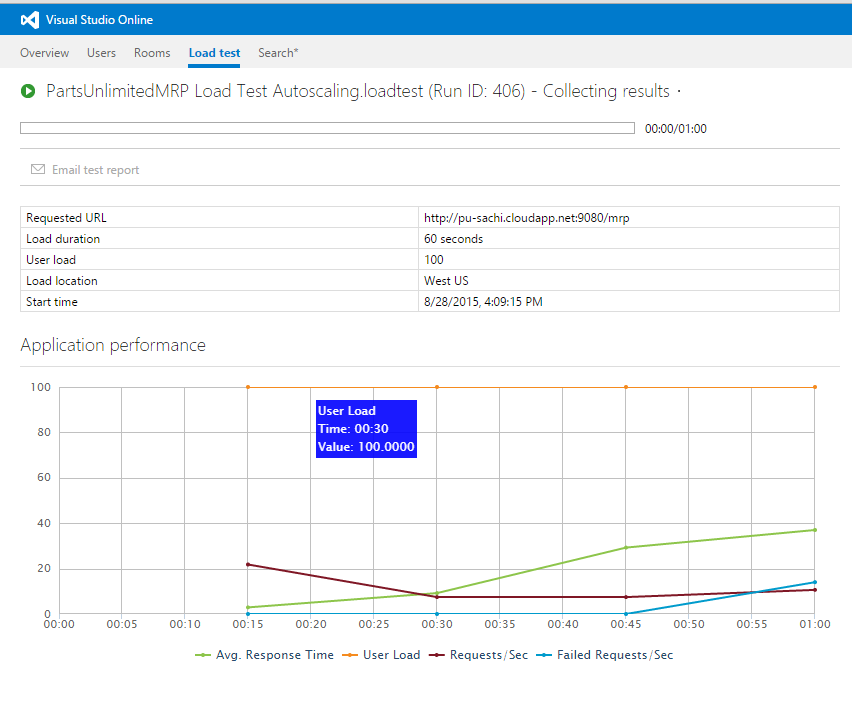 Visual Studio Online
Overview Users Rooms Load test Search*
PartsUnlimitedMRP Load Test Autoscaling.loadtest (Run ID: 406) - Collecting results ·
00:00/01:00
Email test report
Requested URL http://pu-sachi.cloudapp.net:9080/mrp
Load duration 60 seconds
User load 100
Load location West US
Start time 8/28/2015, 4:09:15 PM
Application performance
100
80
60
40
20
0
User Load
Time: 00:30
Value: 100.0000
00:00 00:05 00:10 00:15 00:20 00:25 00:30 00:35 00:40 00:45 00:50 00:55 01:00
Avg. Response Time User Load Requests/Sec Failed Requests/Sec